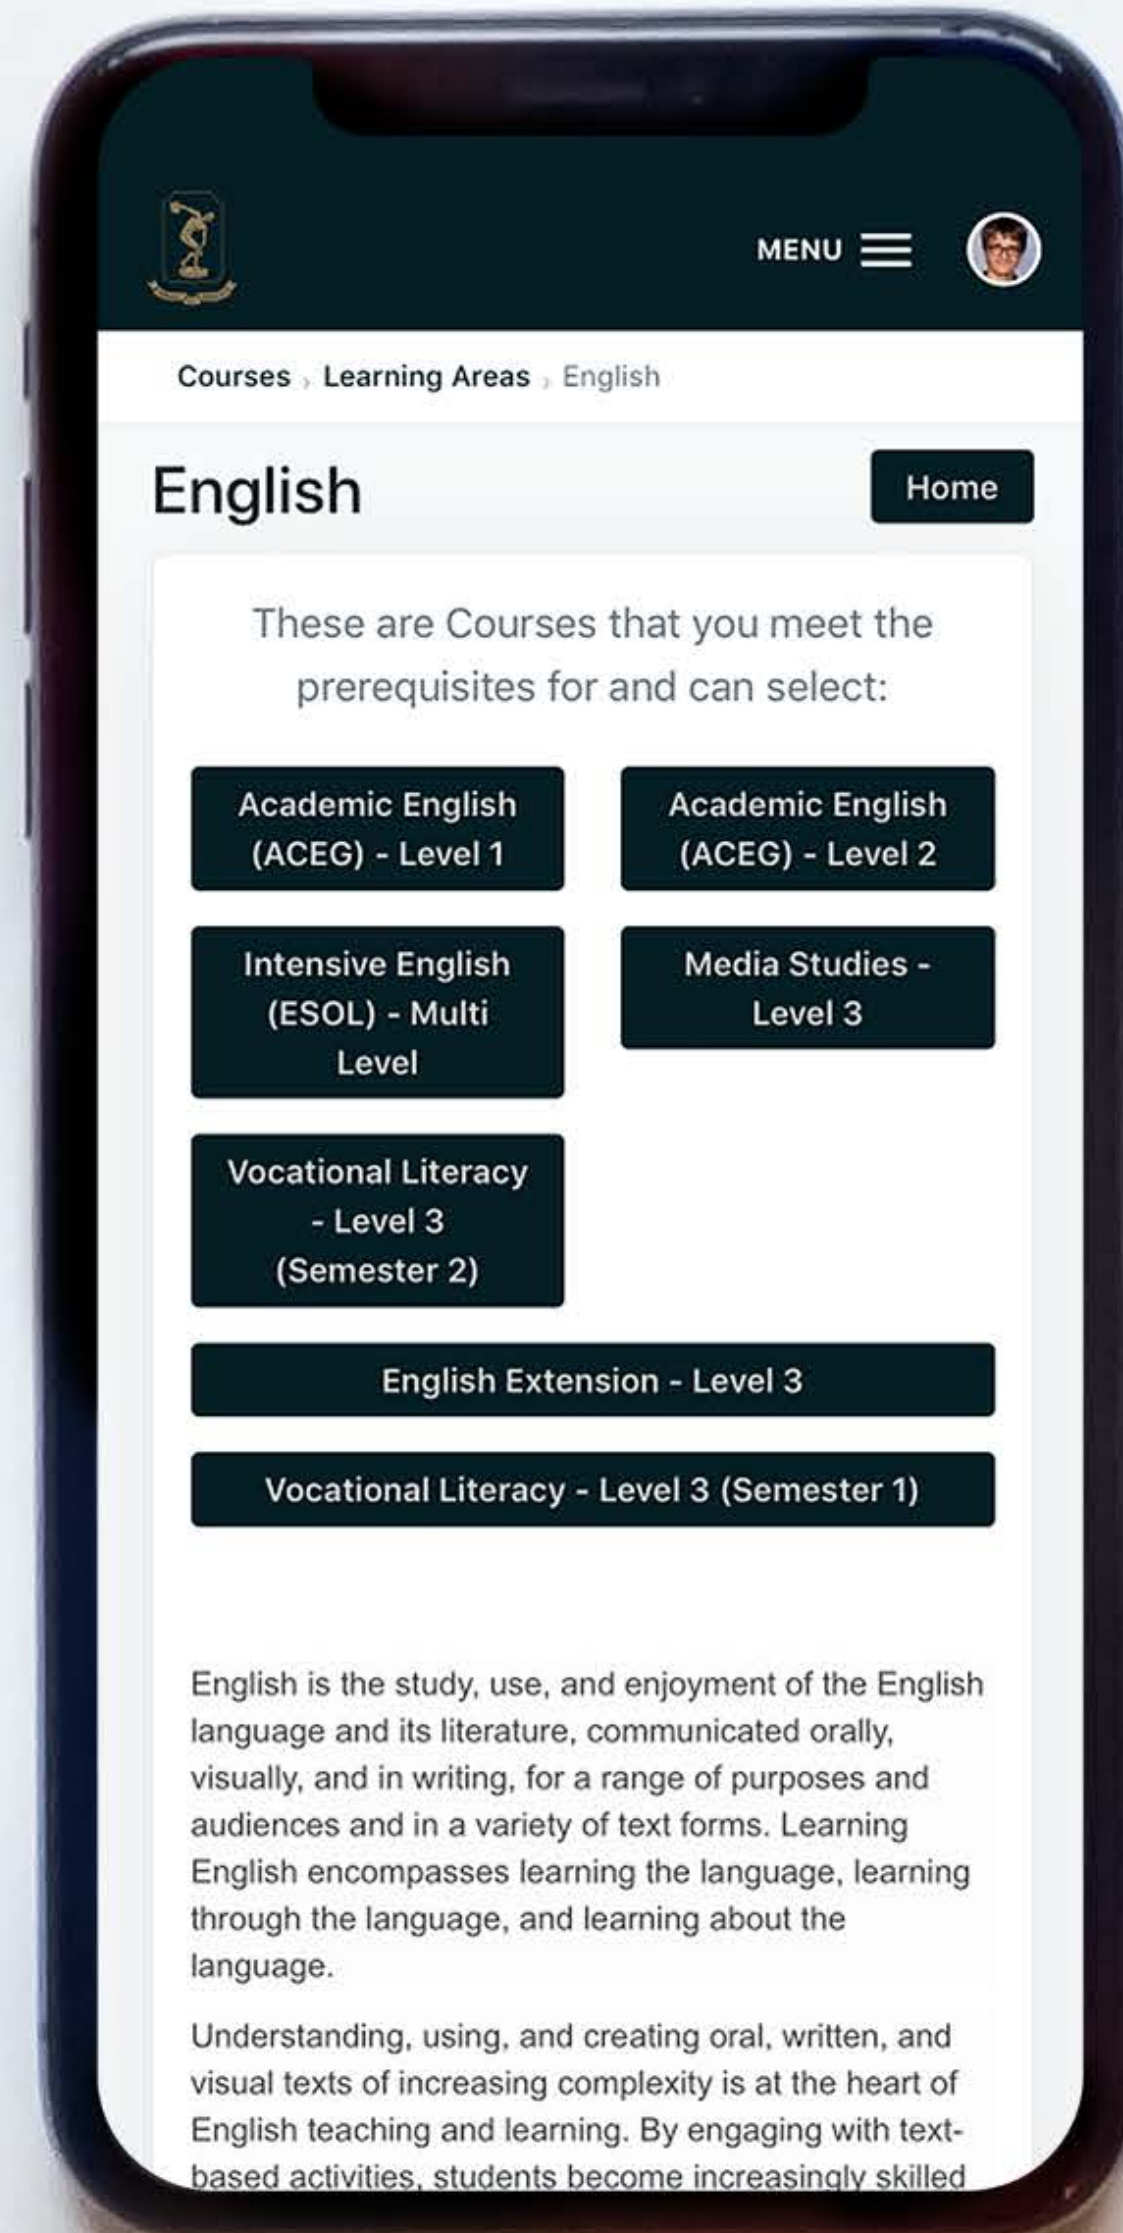 MENU
Courses › Learning Areas › English
English
Home
These are Courses that you meet the
prerequisites for and can select:
Academic English
(ACEG) - Level 1
Academic English
(ACEG) - Level 2
Intensive English
(ESOL) - Multi
Level
Media Studies -
Level 3
Vocational Literacy
- Level 3
(Semester 2)
English Extension - Level 3
Vocational Literacy - Level 3 (Semester 1)
English is the study, use, and enjoyment of the English
language and its literature, communicated orally,
visually, and in writing, for a range of purposes and
audiences and in a variety of text forms. Learning
English encompasses learning the language, learning
through the language, and learning about the
language.
Understanding, using, and creating oral, written, and
visual texts of increasing complexity is at the heart of
English teaching and learning. By engaging with text-
based activities, students become increasingly skilled